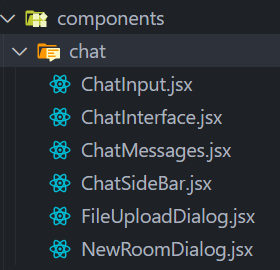 components
chat
ChatInput.jsx
ChatInterface.jsx
ChatMessages.jsx
ChatSideBar.jsx
FileUploadDialog.jsx
NewRoomDialog.jsx